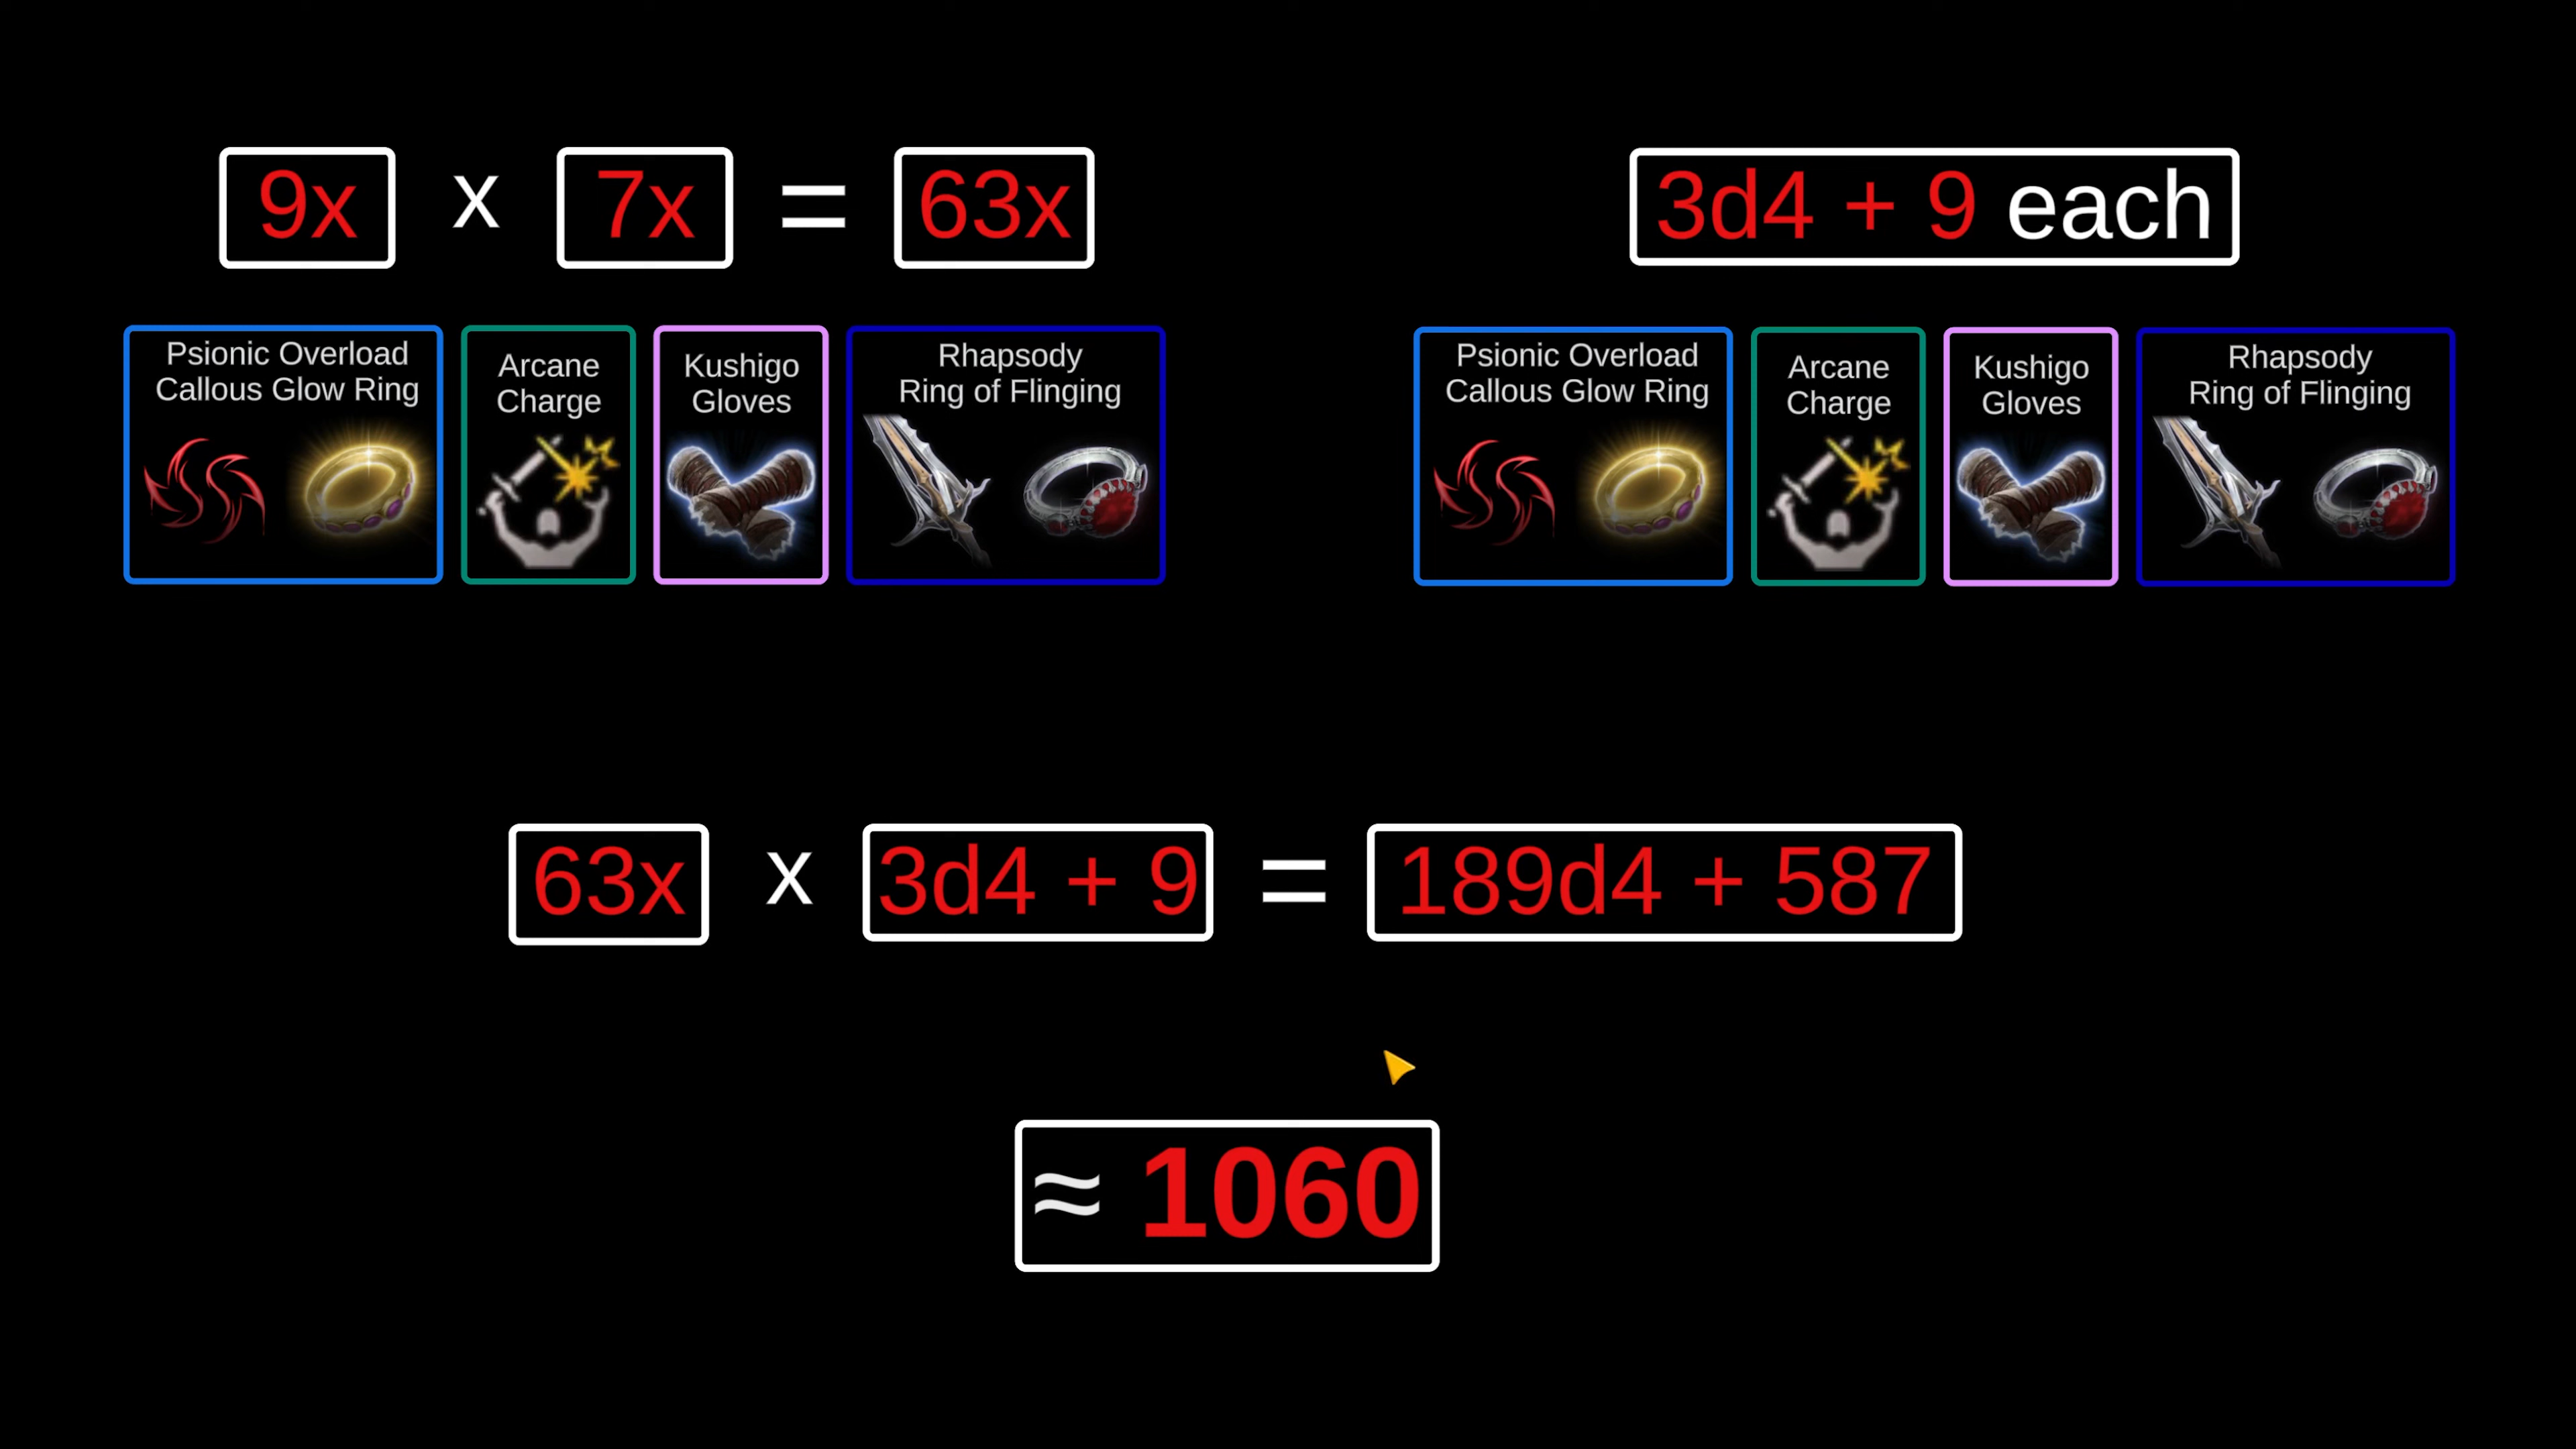 9x x 7x = 63x
3d4 + 9 each
Psionic Overload
Callous Glow Ring
Arcane
Charge
Kushigo
Gloves
Rhapsody
Ring of Flinging
Psionic Overload
Callous Glow Ring
Arcane
Charge
Kushigo
Gloves
Rhapsody
Ring of Flinging
63x x 3d4 + 9 = 189d4 + 587
≈ 1060